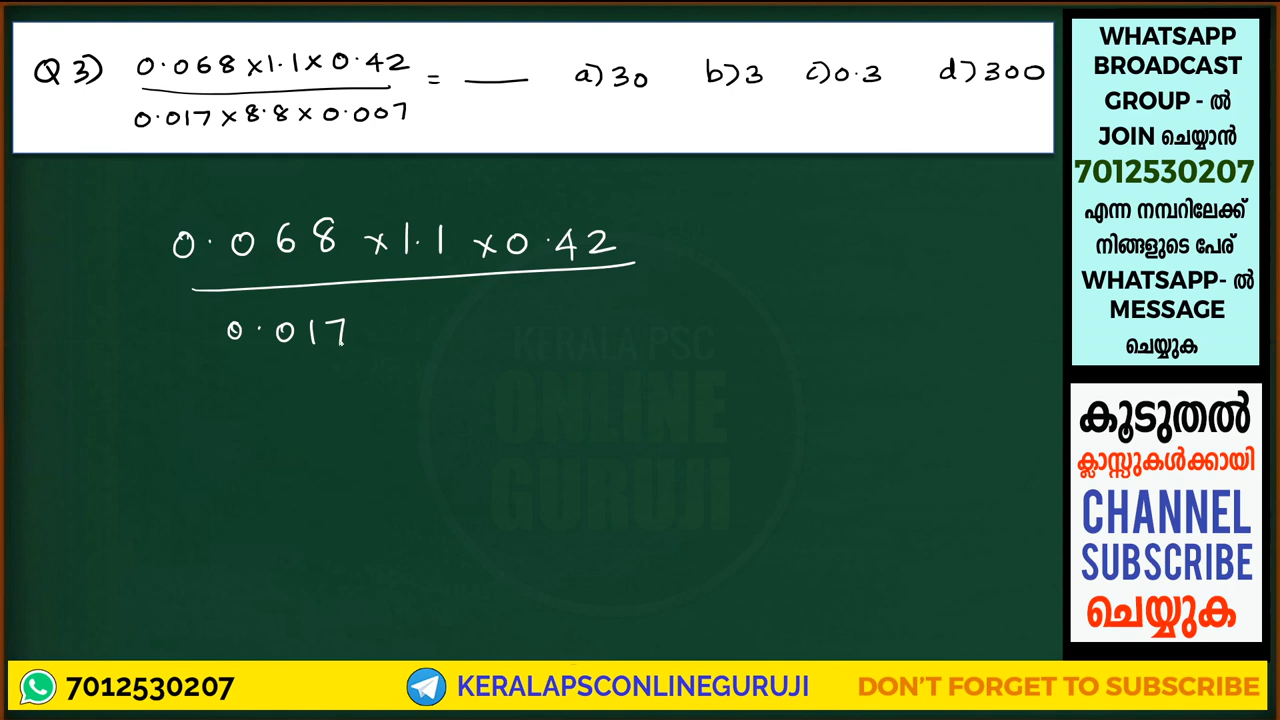 Q 3) 0.068 x1.1 x 0.42 = ____ a) 30 b) 3 c) 0.3 d) 300
0.017 x 8.8 x 0.007
0.068 x 1.1 x 0.42
0.017
KERALA PSC
ONLINE
GURUJI
WHATSAPP
BROADCAST
GROUP - ൽ
JOIN ചെയ്യാൻ
7012530207
എന്ന നമ്പറിലേക്ക്
നിങ്ങളുടെ പേര്
WHATSAPP- ൽ
MESSAGE
ചെയ്യുക
കൂടുതൽ
ക്ലാസ്സുകൾക്കായി
CHANNEL
SUBSCRIBE
ചെയ്യുക
7012530207 KERALAPSCONLINEGURUJI DON'T FORGET TO SUBSCRIBE